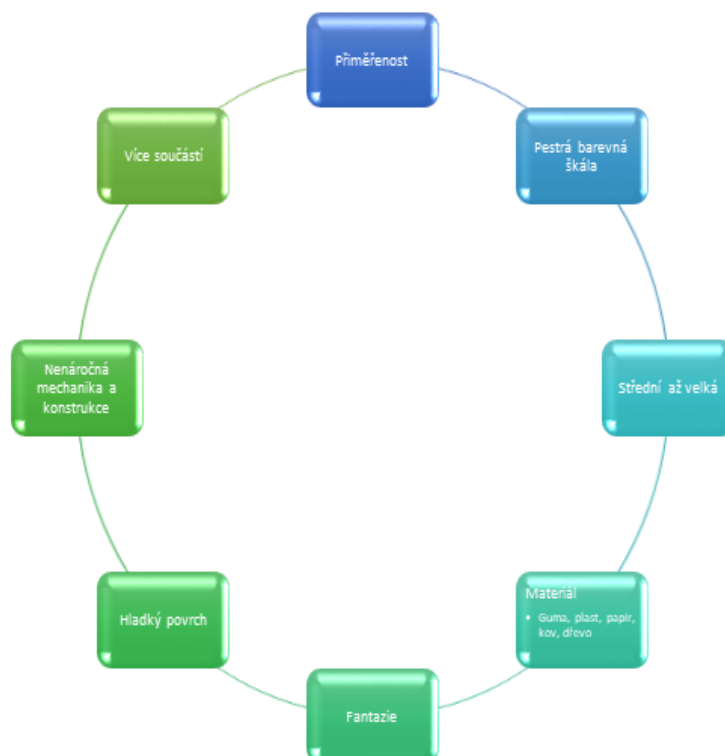 Přiměřenost
Pestrá barevná
škála
Střední až velká
Materiál
• Guma, plast, papír,
kov, dřevo
Fantazie
Hladký povrch
Nenáročná
mechanika a
konstrukce
Více součástí